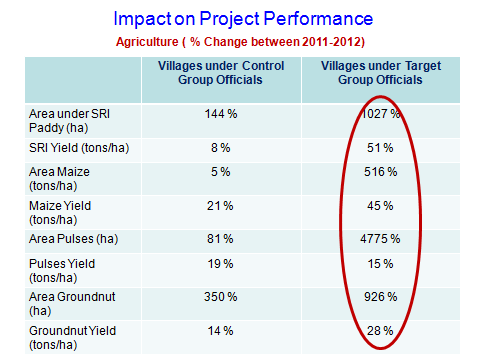 Impact on Project Performance
Agriculture ( % Change between 2011-2012)
Villages under Control Group Officials
Villages under Target Group Officials
Area under SRI Paddy (ha) 144 % 1027 %
SRI Yield (tons/ha) 8 % 51 %
Area Maize (tons/ha) 5 % 516 %
Maize Yield (tons/ha) 21 % 45 %
Area Pulses (ha) 81 % 4775 %
Pulses Yield (tons/ha) 19 % 15 %
Area Groundnut (ha) 350 % 926 %
Groundnut Yield (tons/ha) 14 % 28 %